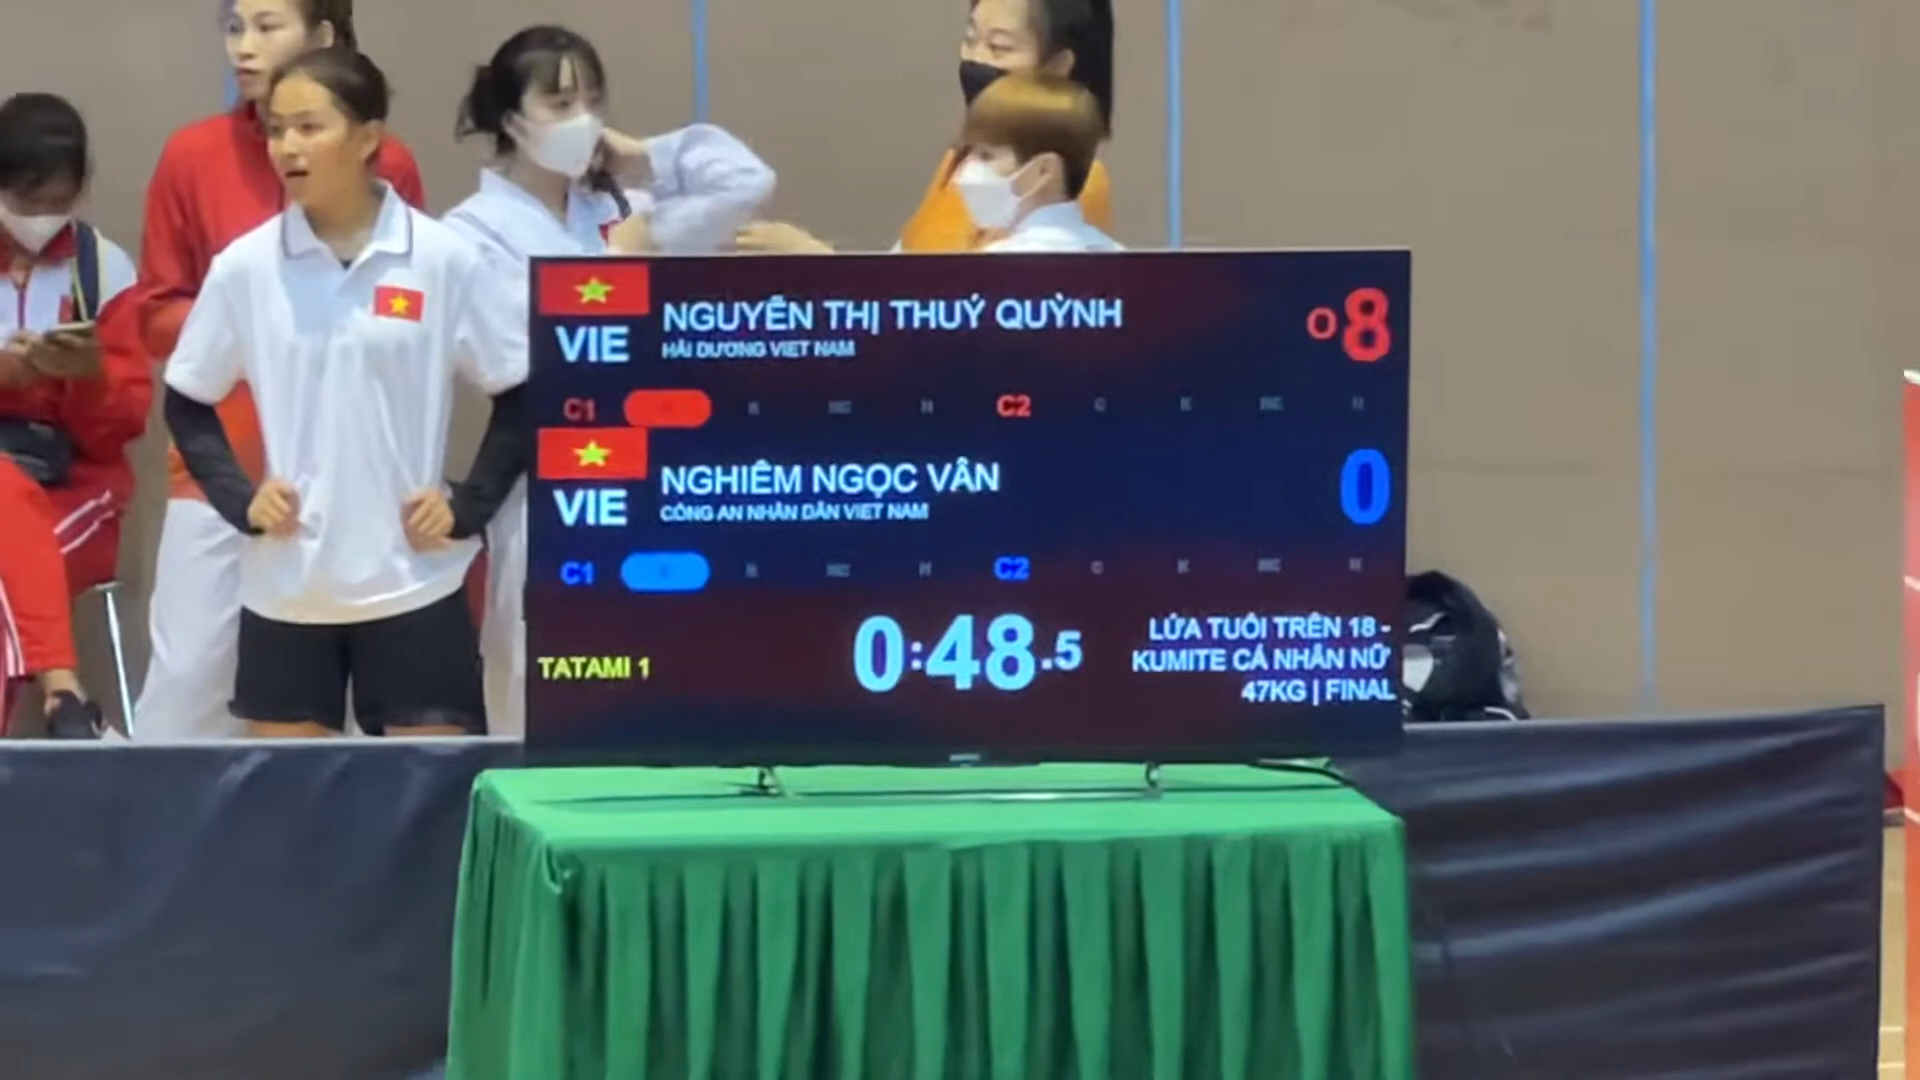 VIE
NGUYỄN THỊ THUÝ QUỲNH
HẢI DƯƠNG VIET NAM
O 8
C1 C2
VIE
NGHIÊM NGỌC VÂN
CÔNG AN NHÂN DÂN VIET NAM
0
C1 C2
TATAMI 1
0:48.5
LỨA TUỔI TRÊN 18 -
KUMITE CÁ NHÂN NỮ
47KG | FINAL